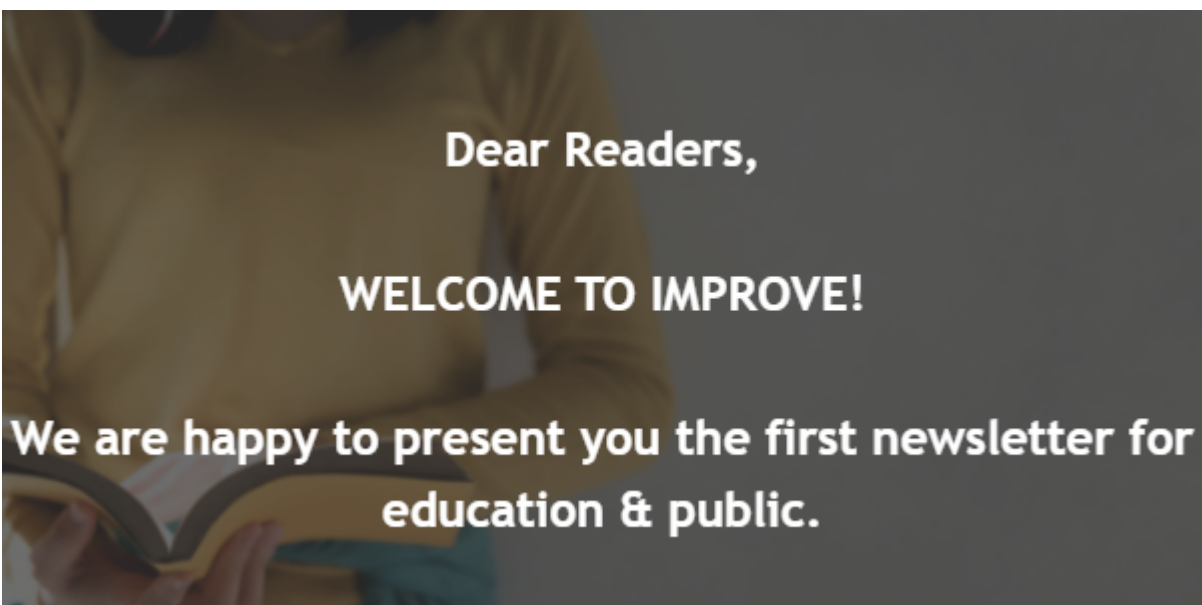 Dear Readers,
WELCOME TO IMPROVE!
We are happy to present you the first newsletter for
education & public.